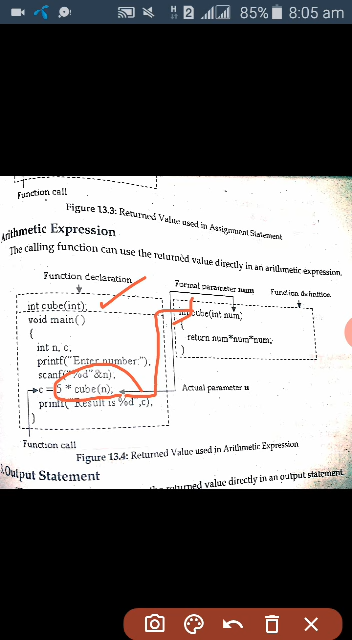 H 2 85% 8:05 am
Function call
Figure 13.3: Returned Value used in Assignment Statement
Arithmetic Expression
The calling function can use the returned value directly in an arithmetic expression.
Function declaration
Formal parameter num
Function definition
int cube(int);
void main()
{
int n, c;
printf("Enter number:");
scanf("%d"&n);
c = 5 * cube(n);
printf("Result is %d",c);
}
Function call
int cube(int num)
{
return num*num*num;
}
Actual parameter n
Figure 13.4: Returned Value used in Arithmetic Expression
Output Statement
returned value directly in an output statement.